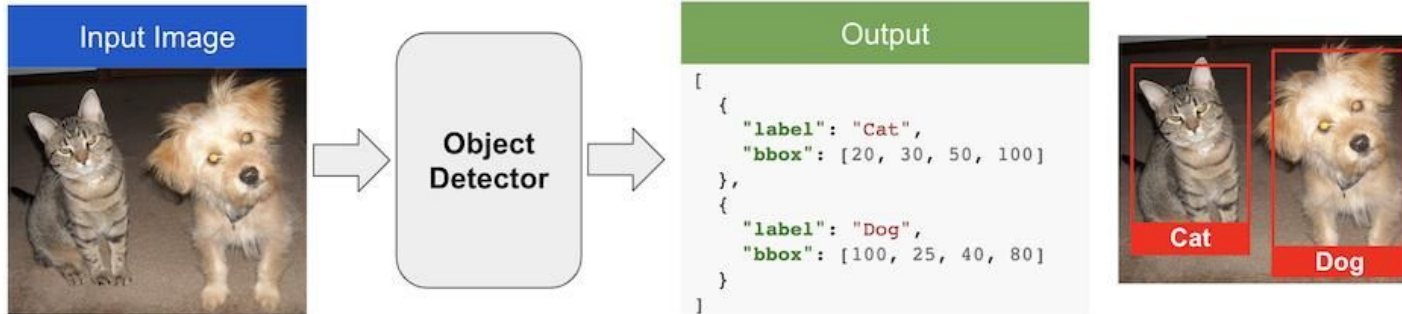 Input Image
Object
Detector
Output
[
  {
    "label": "Cat",
    "bbox": [20, 30, 50, 100]
  },
  {
    "label": "Dog",
    "bbox": [100, 25, 40, 80]
  }
]
Cat
Dog